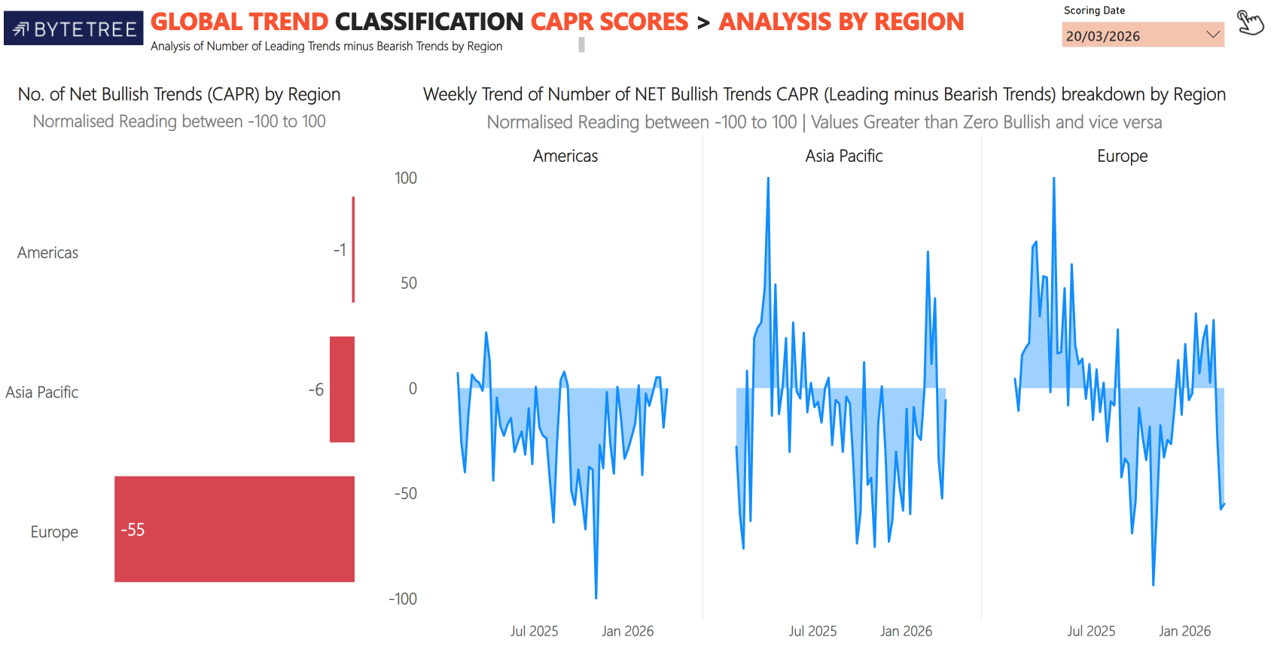 BYTETREE
GLOBAL TREND CLASSIFICATION CAPR SCORES > ANALYSIS BY REGION
Analysis of Number of Leading Trends minus Bearish Trends by Region
Scoring Date
20/03/2026
No. of Net Bullish Trends (CAPR) by Region
Normalised Reading between -100 to 100
Americas
-1
Asia Pacific
-6
Europe
-55
Weekly Trend of Number of NET Bullish Trends CAPR (Leading minus Bearish Trends) breakdown by Region
Normalised Reading between -100 to 100 | Values Greater than Zero Bullish and vice versa
Americas
Asia Pacific
Europe
100
50
0
-50
-100
Jul 2025
Jan 2026
Jul 2025
Jan 2026
Jul 2025
Jan 2026